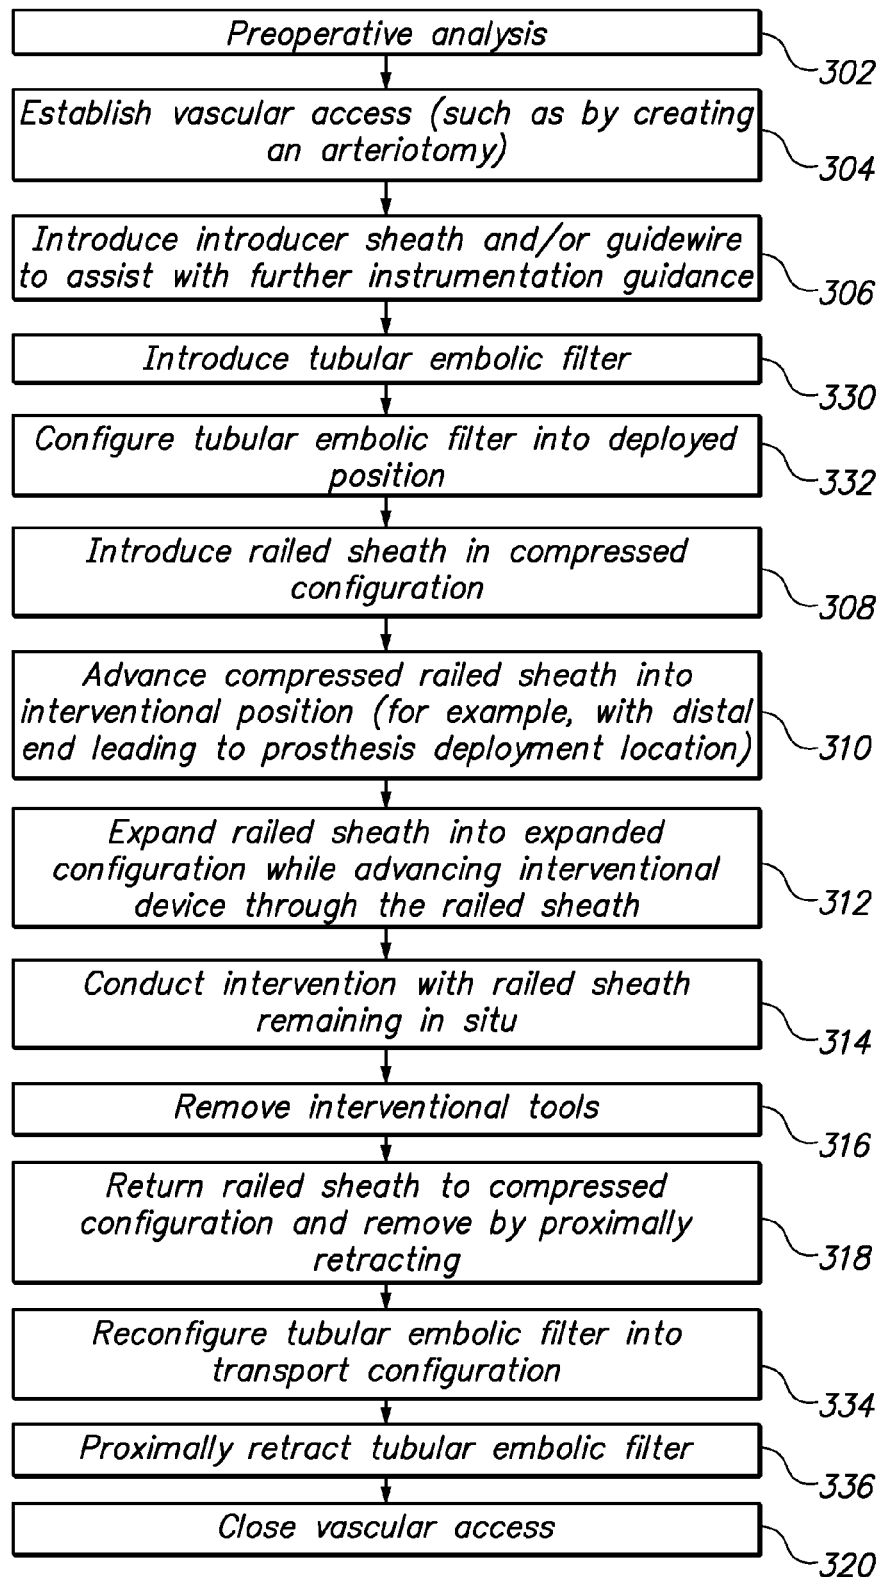 Preoperative analysis
302
Establish vascular access (such as by creating
an arteriotomy)
304
Introduce introducer sheath and/or guidewire
to assist with further instrumentation guidance
306
Introduce tubular embolic filter
330
Configure tubular embolic filter into deployed
position
332
Introduce railed sheath in compressed
configuration
308
Advance compressed railed sheath into
interventional position (for example, with distal
end leading to prosthesis deployment location)
310
Expand railed sheath into expanded
configuration while advancing interventional
device through the railed sheath
312
Conduct intervention with railed sheath
remaining in situ
314
Remove interventional tools
316
Return railed sheath to compressed
configuration and remove by proximally
retracting
318
Reconfigure tubular embolic filter into
transport configuration
334
Proximally retract tubular embolic filter
336
Close vascular access
320